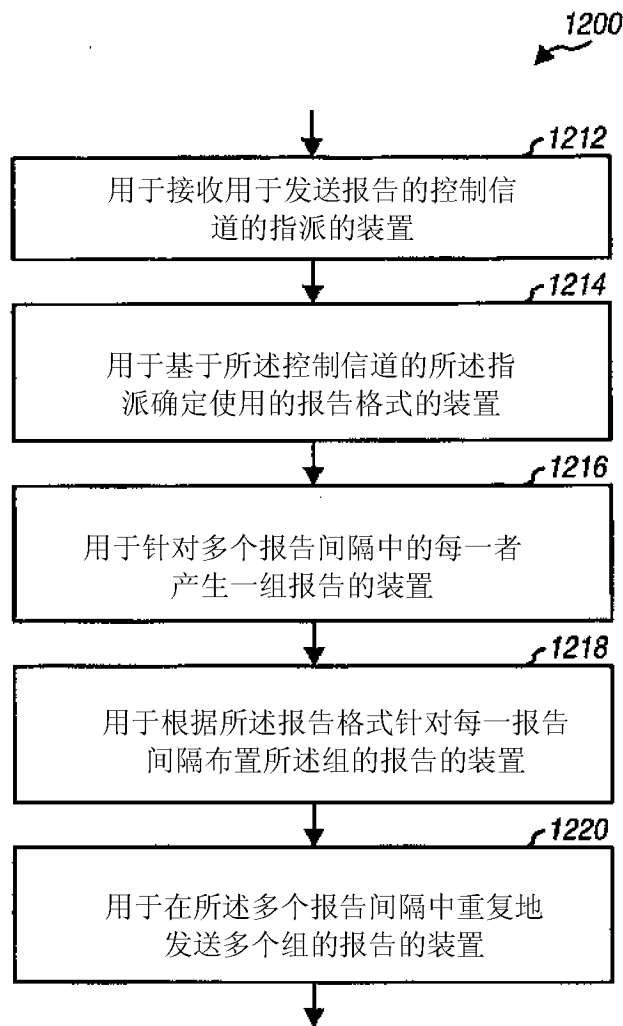 1200
1212
用于接收用于发送报告的控制信
道的指派的装置
1214
用于基于所述控制信道的所述指
派确定使用的报告格式的装置
1216
用于针对多个报告间隔中的每一者
产生一组报告的装置
1218
用于根据所述报告格式针对每一报告
间隔布置所述组的报告的装置
1220
用于在所述多个报告间隔中重复地
发送多个组的报告的装置